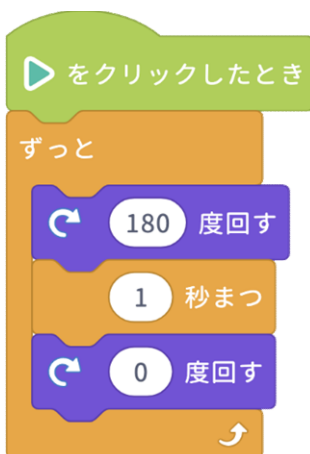 をクリックしたとき
ずっと
180 度回す
1 秒まつ
0 度回す